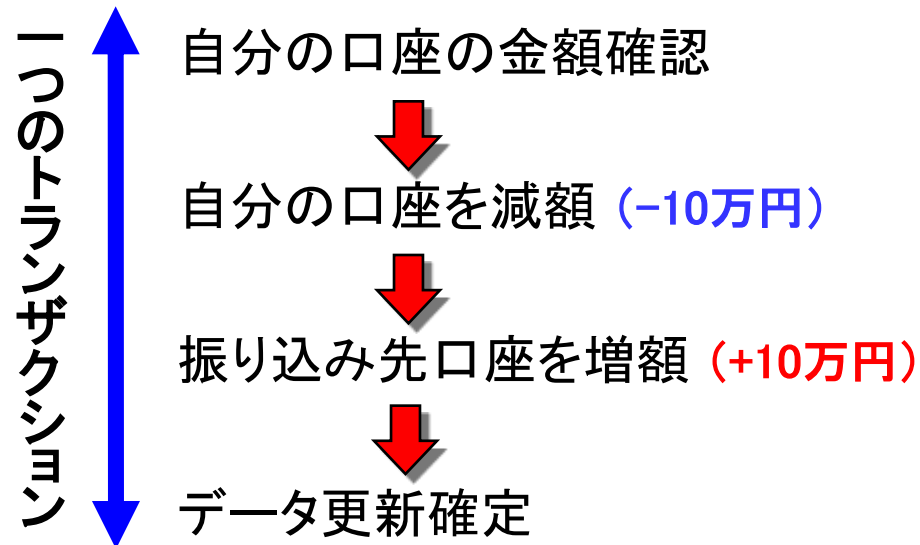 一つのトランザクション
自分の口座の金額確認
自分の口座を減額（-10万円）
振り込み先口座を増額（+10万円）
データ更新確定